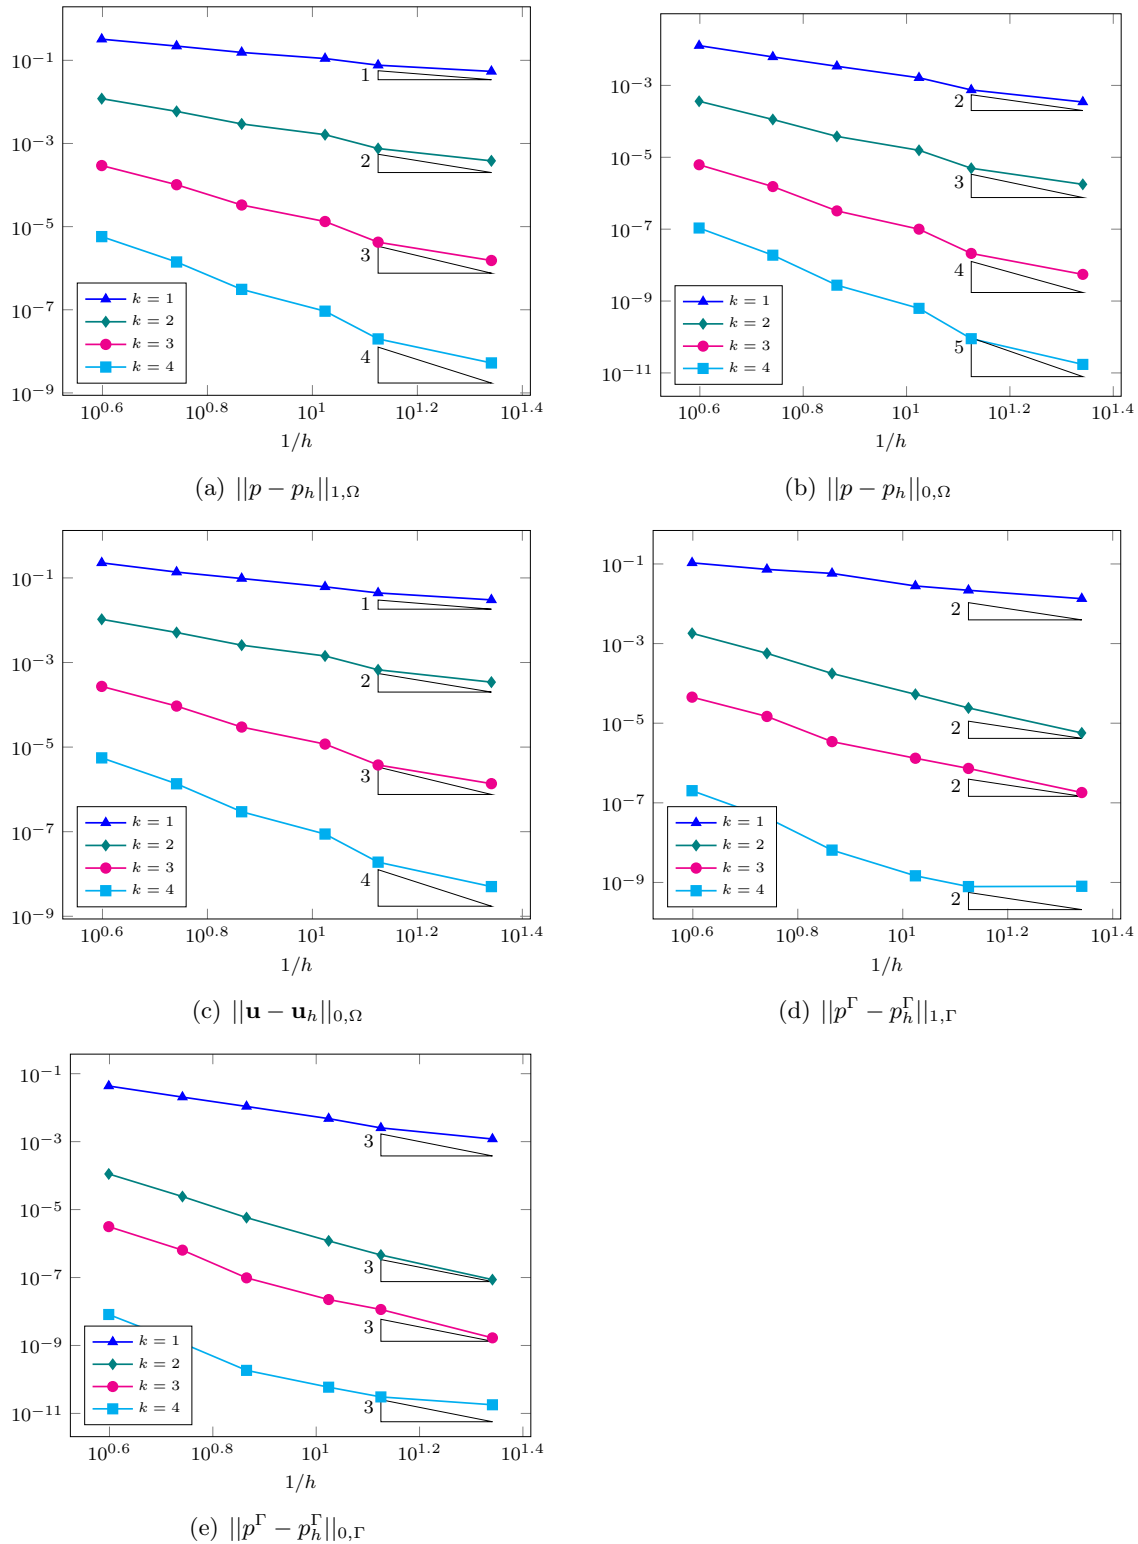 10^{−1}
10^{−3}
10^{−5}
10^{−7}
10^{−9}
1
2
3
4
k = 1
k = 2
k = 3
k = 4
10^{0.6} 10^{0.8} 10^{1} 10^{1.2} 10^{1.4}
1/h
(a) ||p − p_h||_{1,Ω}
10^{−3}
10^{−5}
10^{−7}
10^{−9}
10^{−11}
2
3
4
5
k = 1
k = 2
k = 3
k = 4
10^{0.6} 10^{0.8} 10^{1} 10^{1.2} 10^{1.4}
1/h
(b) ||p − p_h||_{0,Ω}
10^{−1}
10^{−3}
10^{−5}
10^{−7}
10^{−9}
1
2
3
4
k = 1
k = 2
k = 3
k = 4
10^{0.6} 10^{0.8} 10^{1} 10^{1.2} 10^{1.4}
1/h
(c) ||u − u_h||_{0,Ω}
10^{−1}
10^{−3}
10^{−5}
10^{−7}
10^{−9}
2
2
2
2
k = 1
k = 2
k = 3
k = 4
10^{0.6} 10^{0.8} 10^{1} 10^{1.2} 10^{1.4}
1/h
(d) ||p^Γ − p_h^Γ||_{1,Γ}
10^{−1}
10^{−3}
10^{−5}
10^{−7}
10^{−9}
10^{−11}
3
3
3
3
k = 1
k = 2
k = 3
k = 4
10^{0.6} 10^{0.8} 10^{1} 10^{1.2} 10^{1.4}
1/h
(e) ||p^Γ − p_h^Γ||_{0,Γ}